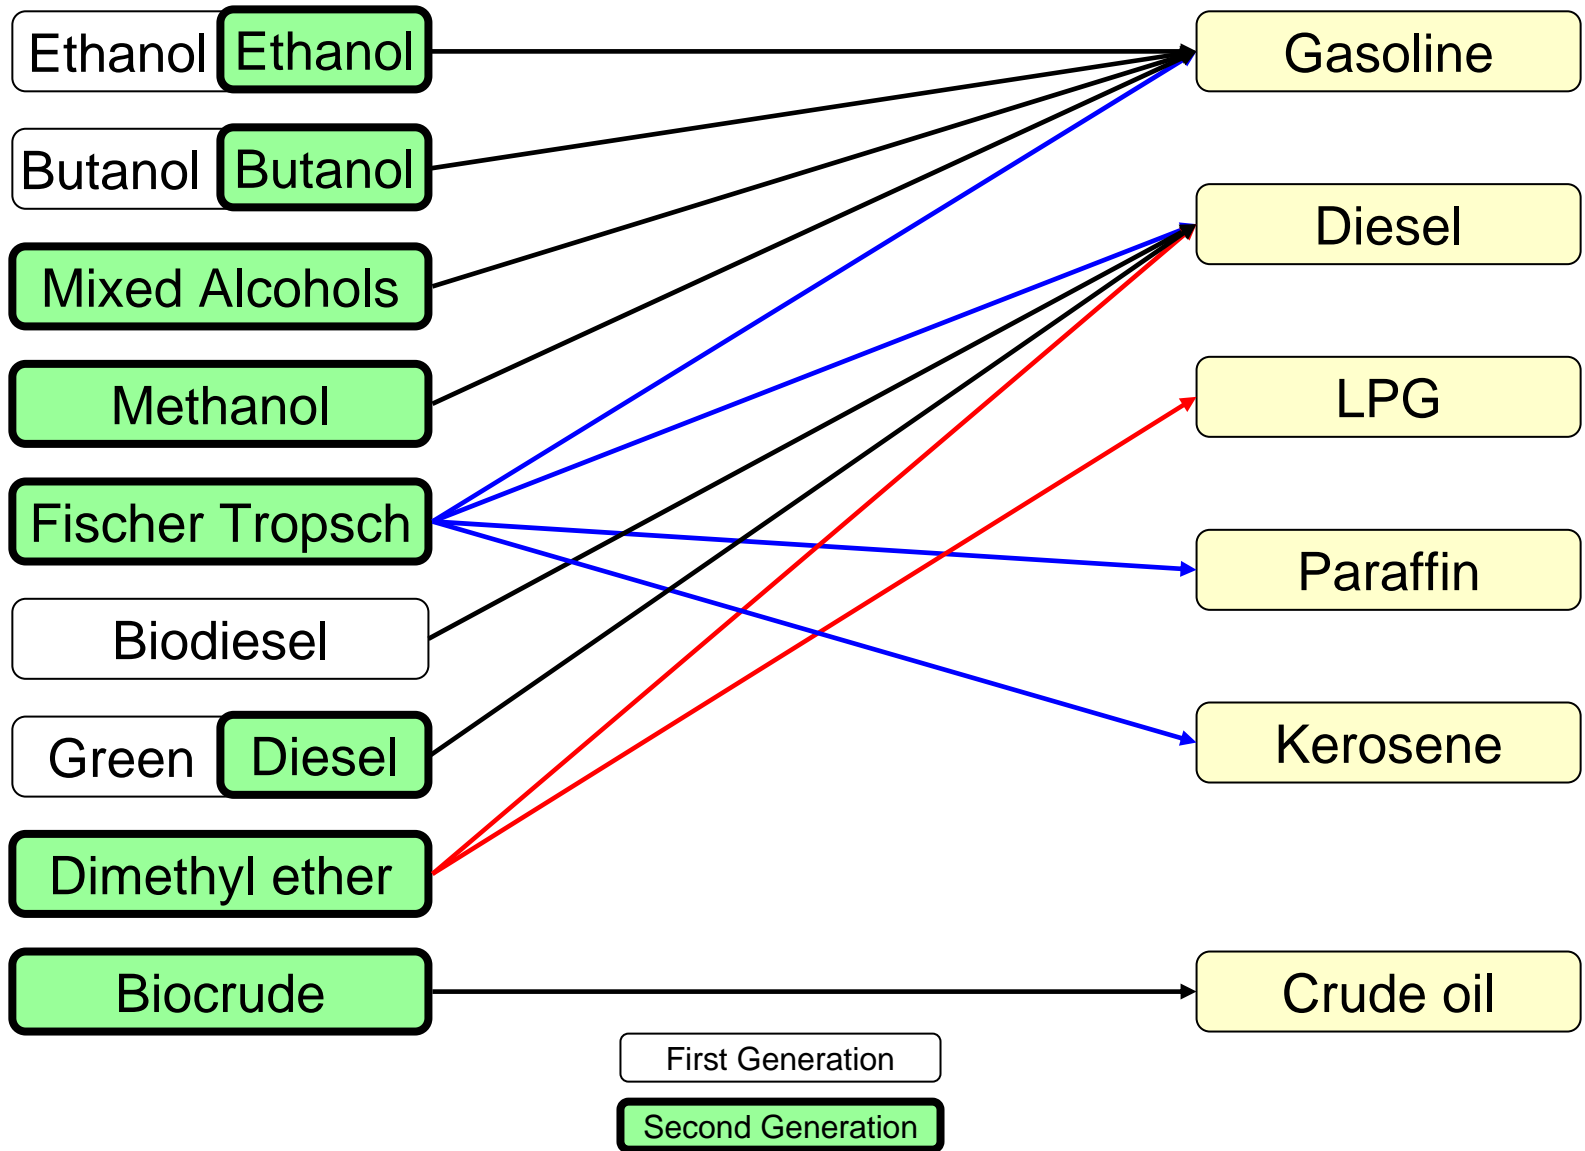 Ethanol Ethanol
Gasoline
Butanol Butanol
Diesel
Mixed Alcohols
Methanol
LPG
Fischer Tropsch
Paraffin
Biodiesel
Green Diesel
Kerosene
Dimethyl ether
Biocrude
Crude oil
First Generation
Second Generation